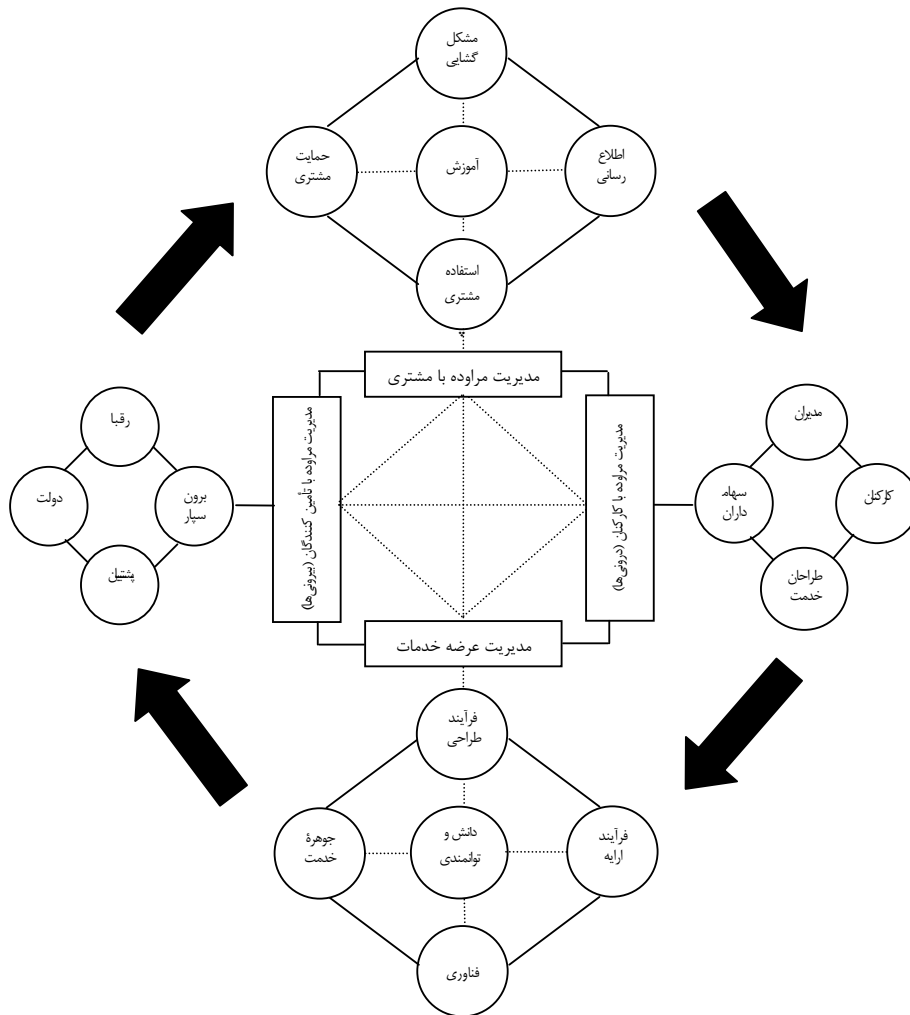 مشکل
گشایی
حمایت
مشتری
آموزش
اطلاع
رسانی
استفاده
مشتری
مدیریت مراوده با مشتری
مدیریت مراوده با تأمین کنندگان (بیرونی‌ها)
مدیریت مراوده با کارکنان (درونی‌ها)
مدیریت عرضه خدمات
رقبا
دولت
برون
سپار
پشتیبان
مدیران
سهام
داران
کارکنان
طراحان
خدمت
فرآیند
طراحی
جوهرۀ
خدمت
دانش و
توانمندی
فرآیند
ارایه
فناوری